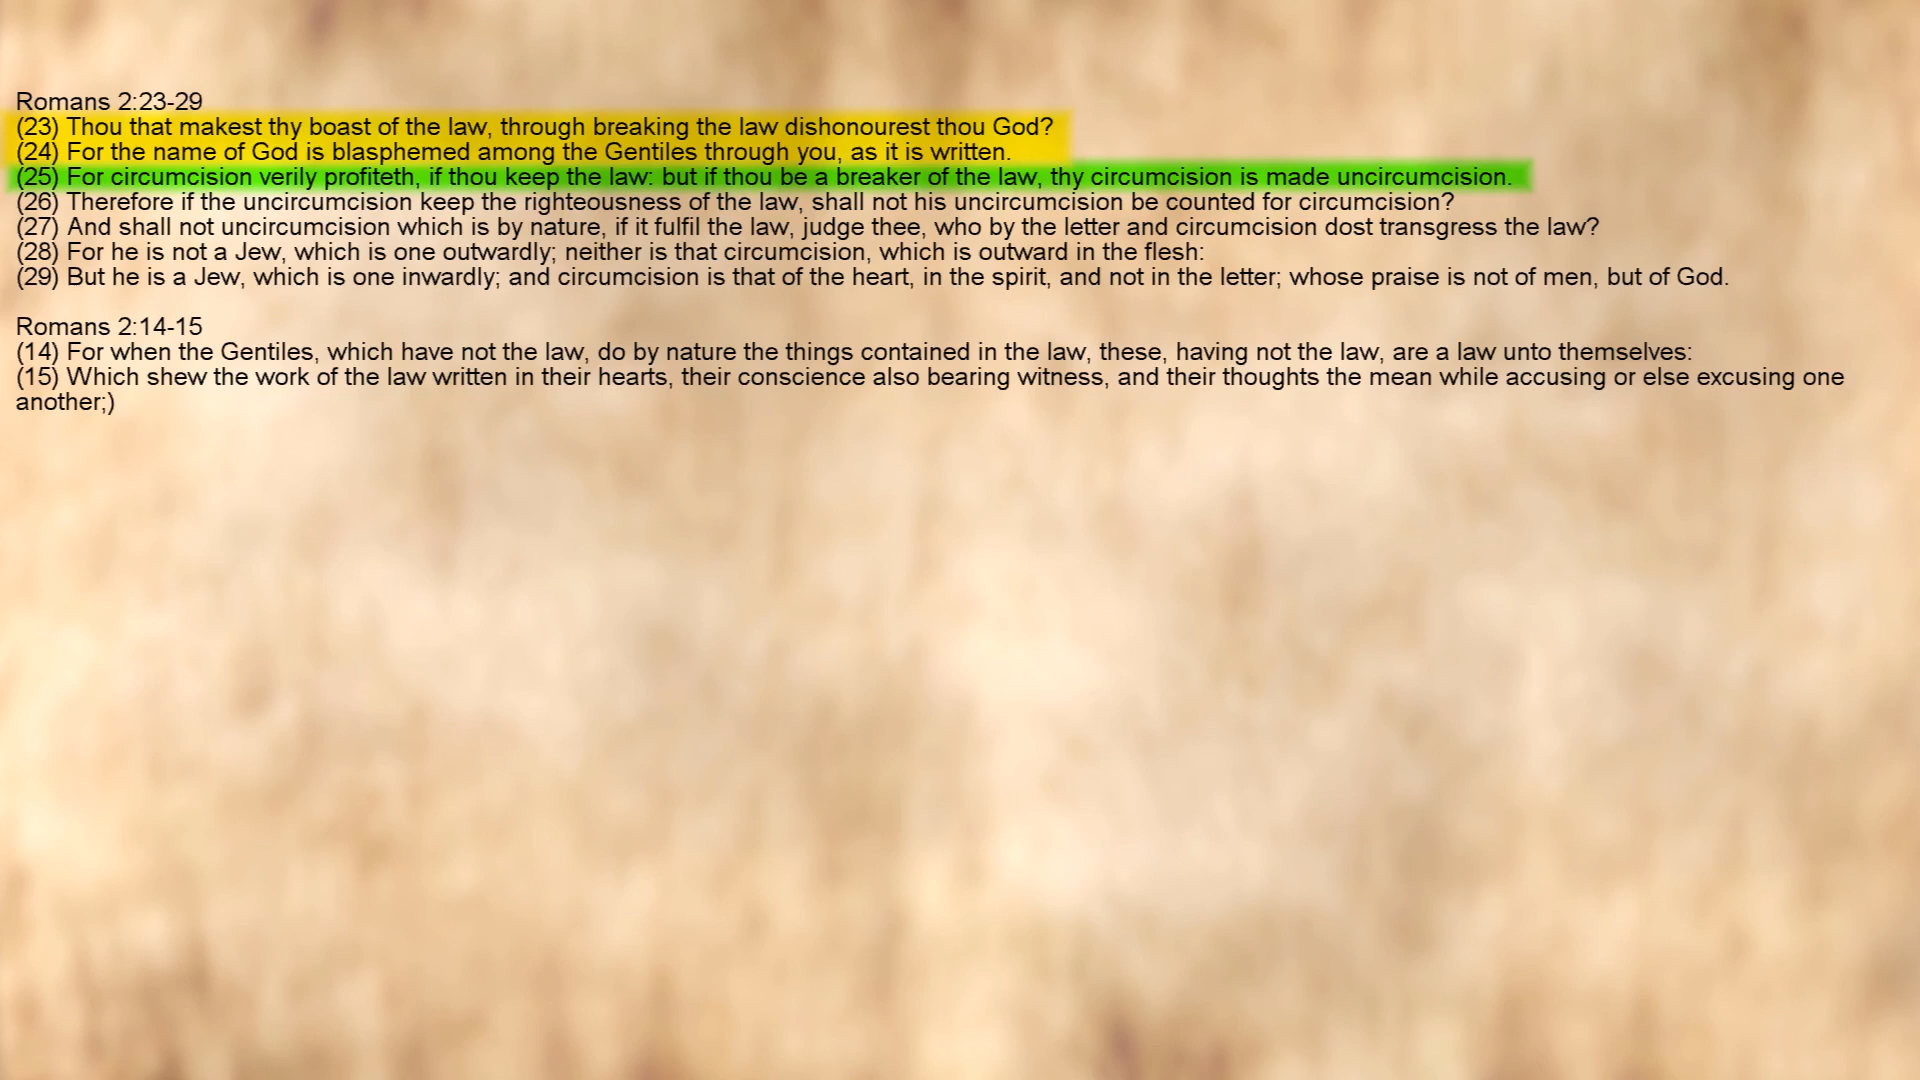 Romans 2:23-29
(23) Thou that makest thy boast of the law, through breaking the law dishonourest thou God?
(24) For the name of God is blasphemed among the Gentiles through you, as it is written.
(25) For circumcision verily profiteth, if thou keep the law: but if thou be a breaker of the law, thy circumcision is made uncircumcision.
(26) Therefore if the uncircumcision keep the righteousness of the law, shall not his uncircumcision be counted for circumcision?
(27) And shall not uncircumcision which is by nature, if it fulfil the law, judge thee, who by the letter and circumcision dost transgress the law?
(28) For he is not a Jew, which is one outwardly; neither is that circumcision, which is outward in the flesh:
(29) But he is a Jew, which is one inwardly; and circumcision is that of the heart, in the spirit, and not in the letter; whose praise is not of men, but of God.
Romans 2:14-15
(14) For when the Gentiles, which have not the law, do by nature the things contained in the law, these, having not the law, are a law unto themselves:
(15) Which shew the work of the law written in their hearts, their conscience also bearing witness, and their thoughts the mean while accusing or else excusing one
another;)